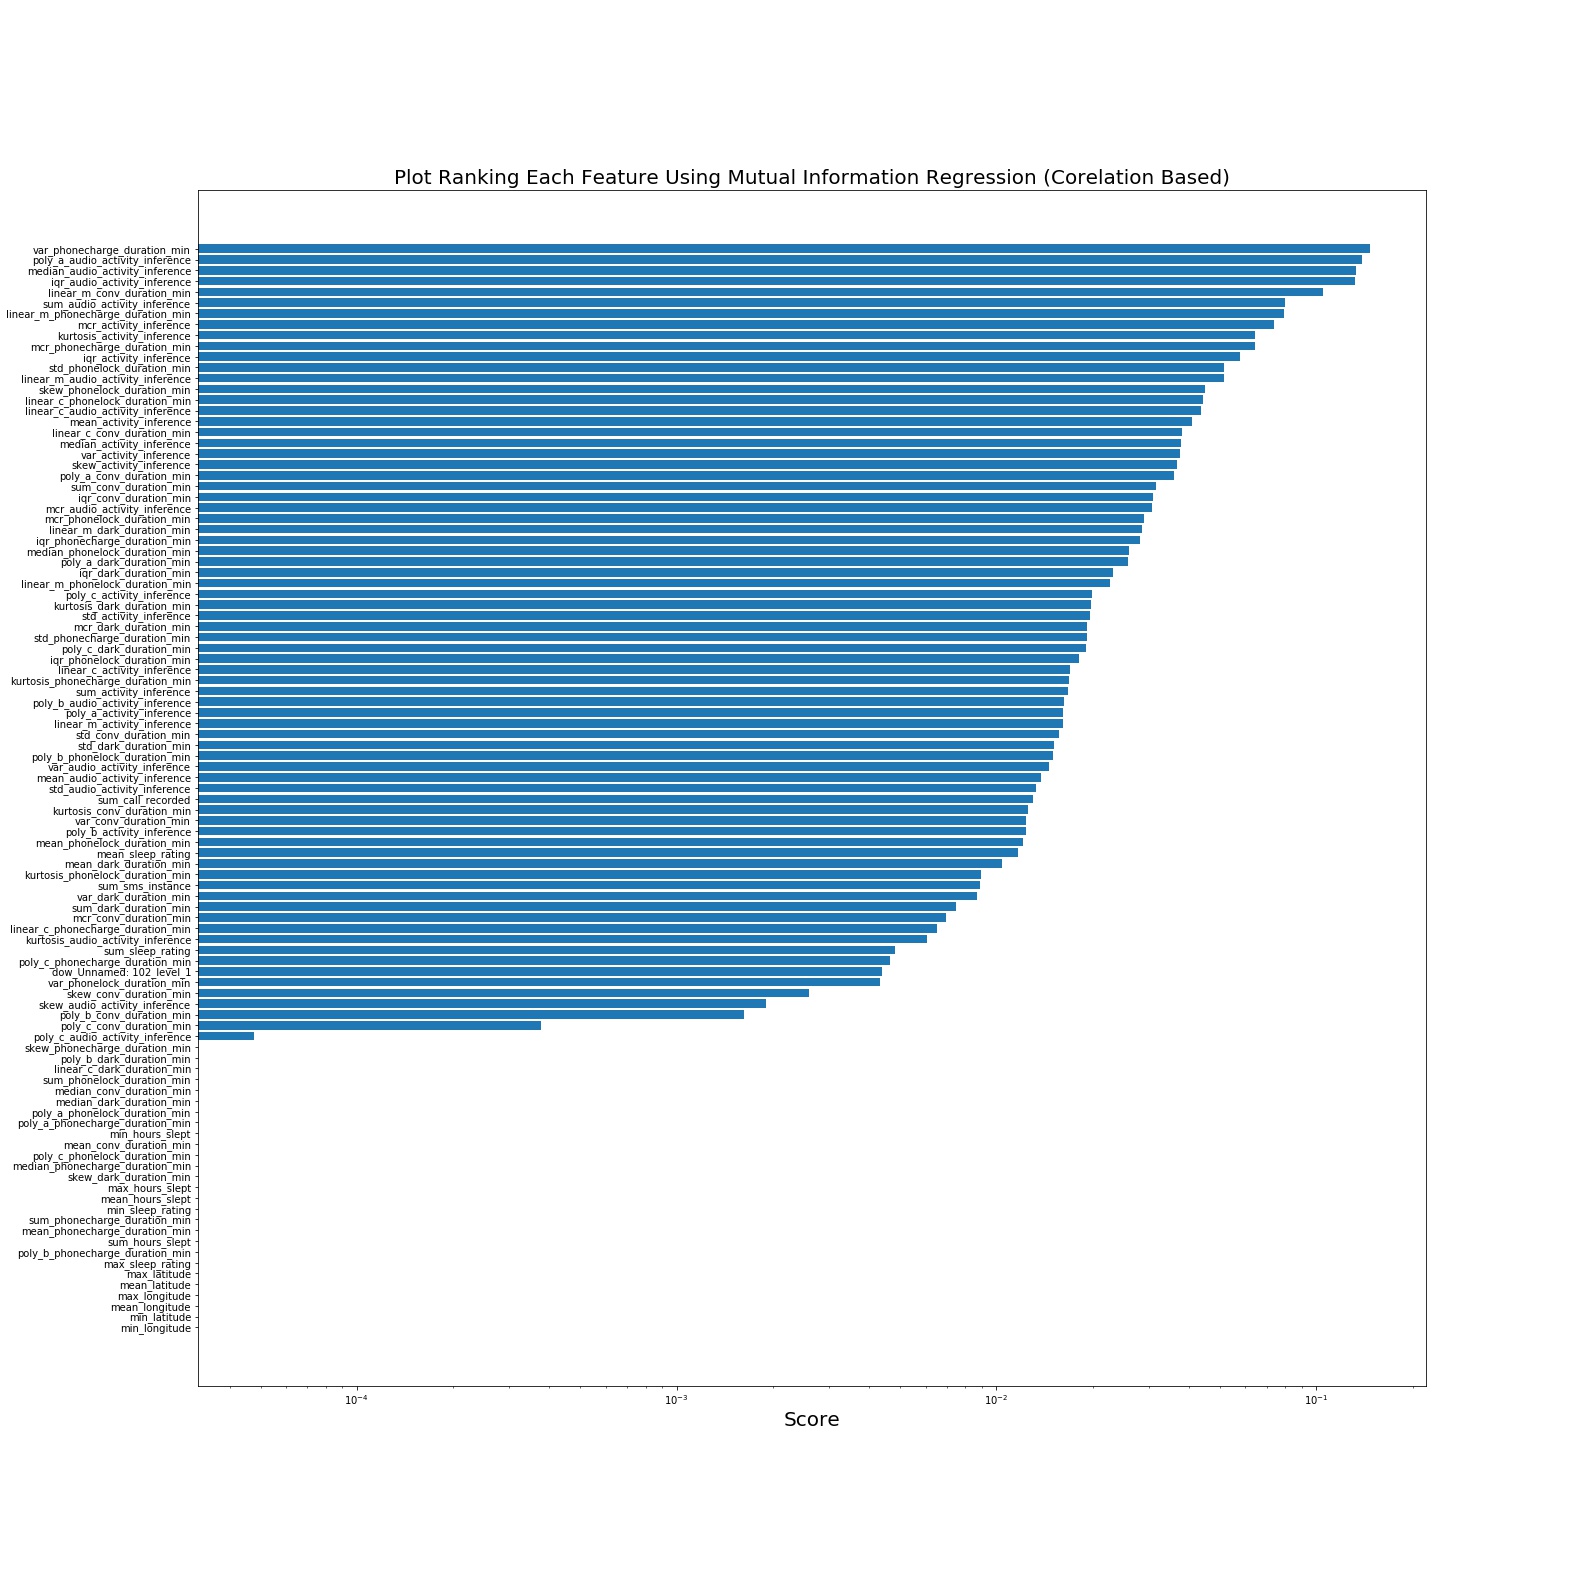 Plot Ranking Each Feature Using Mutual Information Regression (Corelation Based)
var_phonecharge_duration_min
poly_a_audio_activity_inference
median_audio_activity_inference
iqr_audio_activity_inference
linear_m_conv_duration_min
sum_audio_activity_inference
linear_m_phonecharge_duration_min
mcr_activity_inference
kurtosis_activity_inference
mcr_phonecharge_duration_min
iqr_activity_inference
std_phonelock_duration_min
linear_m_audio_activity_inference
skew_phonelock_duration_min
linear_c_phonelock_duration_min
linear_c_audio_activity_inference
mean_activity_inference
linear_c_conv_duration_min
median_activity_inference
var_activity_inference
skew_activity_inference
poly_a_conv_duration_min
sum_conv_duration_min
iqr_conv_duration_min
mcr_audio_activity_inference
mcr_phonelock_duration_min
linear_m_dark_duration_min
iqr_phonecharge_duration_min
median_phonelock_duration_min
poly_a_dark_duration_min
iqr_dark_duration_min
linear_m_phonelock_duration_min
poly_c_activity_inference
kurtosis_dark_duration_min
std_activity_inference
mcr_dark_duration_min
std_phonecharge_duration_min
poly_c_dark_duration_min
iqr_phonelock_duration_min
linear_c_activity_inference
kurtosis_phonecharge_duration_min
sum_activity_inference
poly_b_audio_activity_inference
poly_a_activity_inference
linear_m_activity_inference
std_conv_duration_min
std_dark_duration_min
poly_b_phonelock_duration_min
var_audio_activity_inference
mean_audio_activity_inference
std_audio_activity_inference
sum_call_recorded
kurtosis_conv_duration_min
var_conv_duration_min
poly_b_activity_inference
mean_phonelock_duration_min
mean_sleep_rating
mean_dark_duration_min
kurtosis_phonelock_duration_min
sum_sms_instance
var_dark_duration_min
sum_dark_duration_min
mcr_conv_duration_min
linear_c_phonecharge_duration_min
kurtosis_audio_activity_inference
sum_sleep_rating
poly_c_phonecharge_duration_min
dow_Unnamed: 102_level_1
var_phonelock_duration_min
skew_conv_duration_min
skew_audio_activity_inference
poly_b_conv_duration_min
poly_c_conv_duration_min
poly_c_audio_activity_inference
skew_phonecharge_duration_min
poly_b_dark_duration_min
linear_c_dark_duration_min
sum_phonelock_duration_min
median_conv_duration_min
median_dark_duration_min
poly_a_phonelock_duration_min
poly_a_phonecharge_duration_min
min_hours_slept
mean_conv_duration_min
poly_c_phonelock_duration_min
median_phonecharge_duration_min
skew_dark_duration_min
max_hours_slept
mean_hours_slept
min_sleep_rating
sum_phonecharge_duration_min
mean_phonecharge_duration_min
sum_hours_slept
poly_b_phonecharge_duration_min
max_sleep_rating
max_latitude
mean_latitude
max_longitude
mean_longitude
min_latitude
min_longitude
10⁻⁴ 10⁻³ 10⁻² 10⁻¹
Score